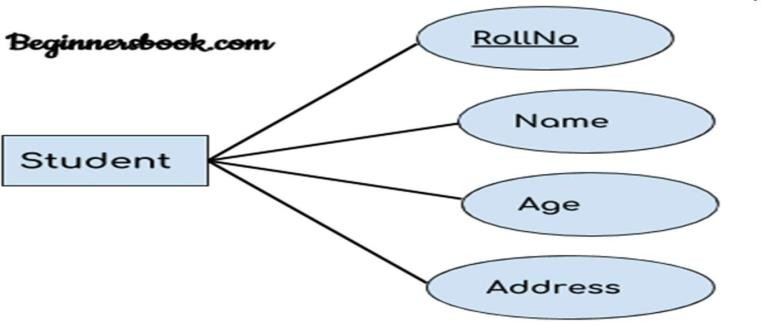 Beginnersbook.com
RollNo
Name
Student
Age
Address